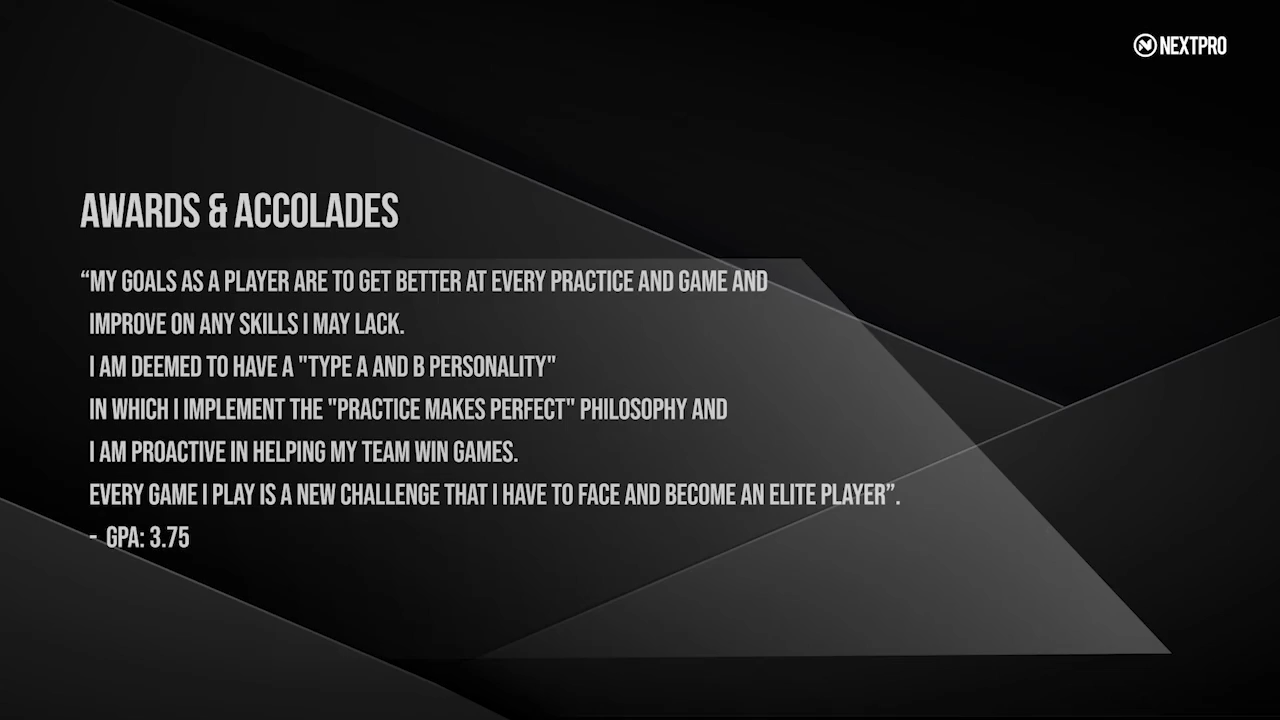 NEXTPRO
AWARDS & ACCOLADES
“MY GOALS AS A PLAYER ARE TO GET BETTER AT EVERY PRACTICE AND GAME AND
IMPROVE ON ANY SKILLS I MAY LACK.
I AM DEEMED TO HAVE A "TYPE A AND B PERSONALITY"
IN WHICH I IMPLEMENT THE "PRACTICE MAKES PERFECT" PHILOSOPHY AND
I AM PROACTIVE IN HELPING MY TEAM WIN GAMES.
EVERY GAME I PLAY IS A NEW CHALLENGE THAT I HAVE TO FACE AND BECOME AN ELITE PLAYER”.
- GPA: 3.75